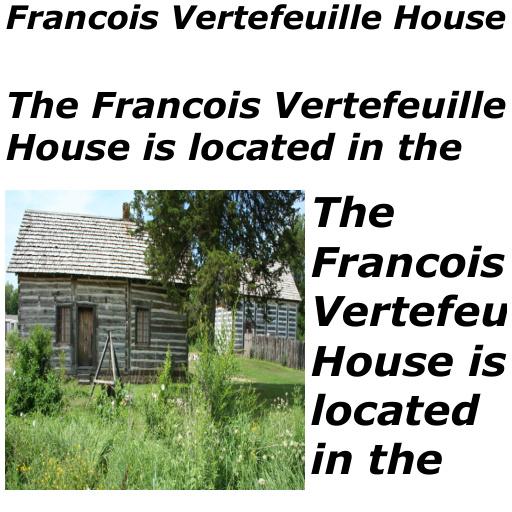 Francois Vertefeuille House
The Francois Vertefeuille
House is located in the
The
Francois
Vertefeu
House is
located
in the